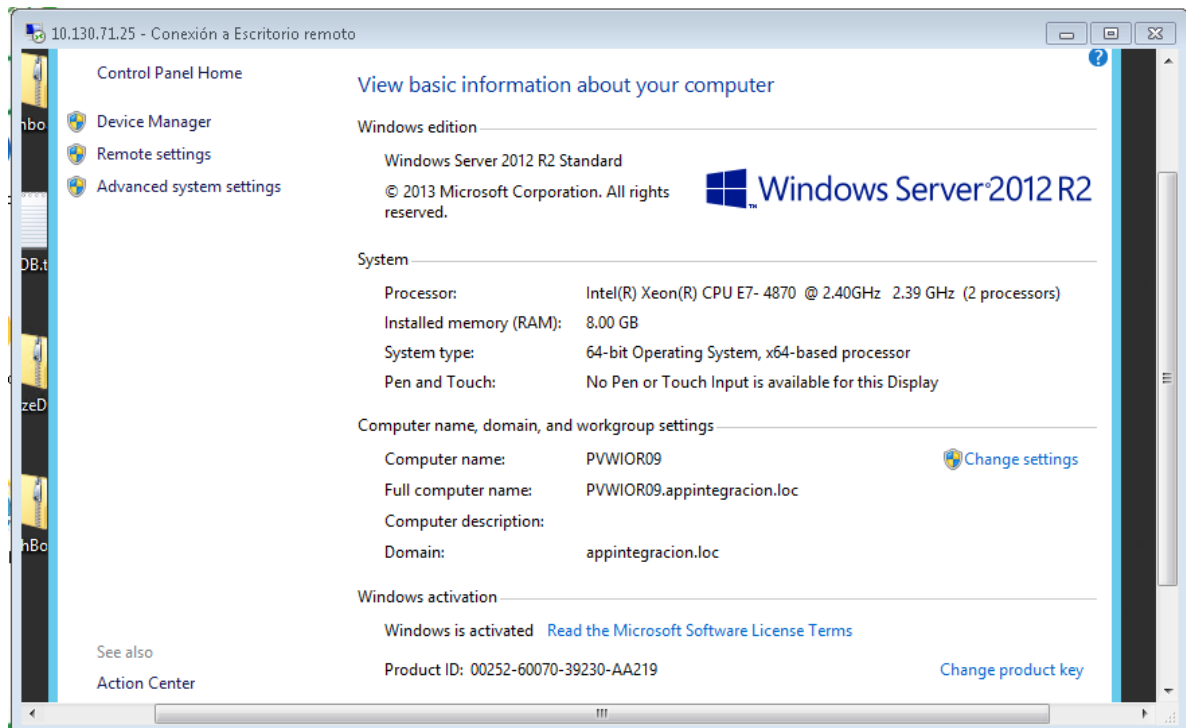 10.130.71.25 - Conexión a Escritorio remoto
Control Panel Home
Device Manager
Remote settings
Advanced system settings
View basic information about your computer
Windows edition
Windows Server 2012 R2 Standard
© 2013 Microsoft Corporation. All rights
reserved.
Windows Server 2012 R2
System
Processor: Intel(R) Xeon(R) CPU E7- 4870 @ 2.40GHz 2.39 GHz (2 processors)
Installed memory (RAM): 8.00 GB
System type: 64-bit Operating System, x64-based processor
Pen and Touch: No Pen or Touch Input is available for this Display
Computer name, domain, and workgroup settings
Computer name: PVWIOR09
Change settings
Full computer name: PVWIOR09.appintegracion.loc
Computer description:
Domain: appintegracion.loc
Windows activation
Windows is activated Read the Microsoft Software License Terms
Product ID: 00252-60070-39230-AA219
Change product key
See also
Action Center
hbo
DB.t
zeD
hBo